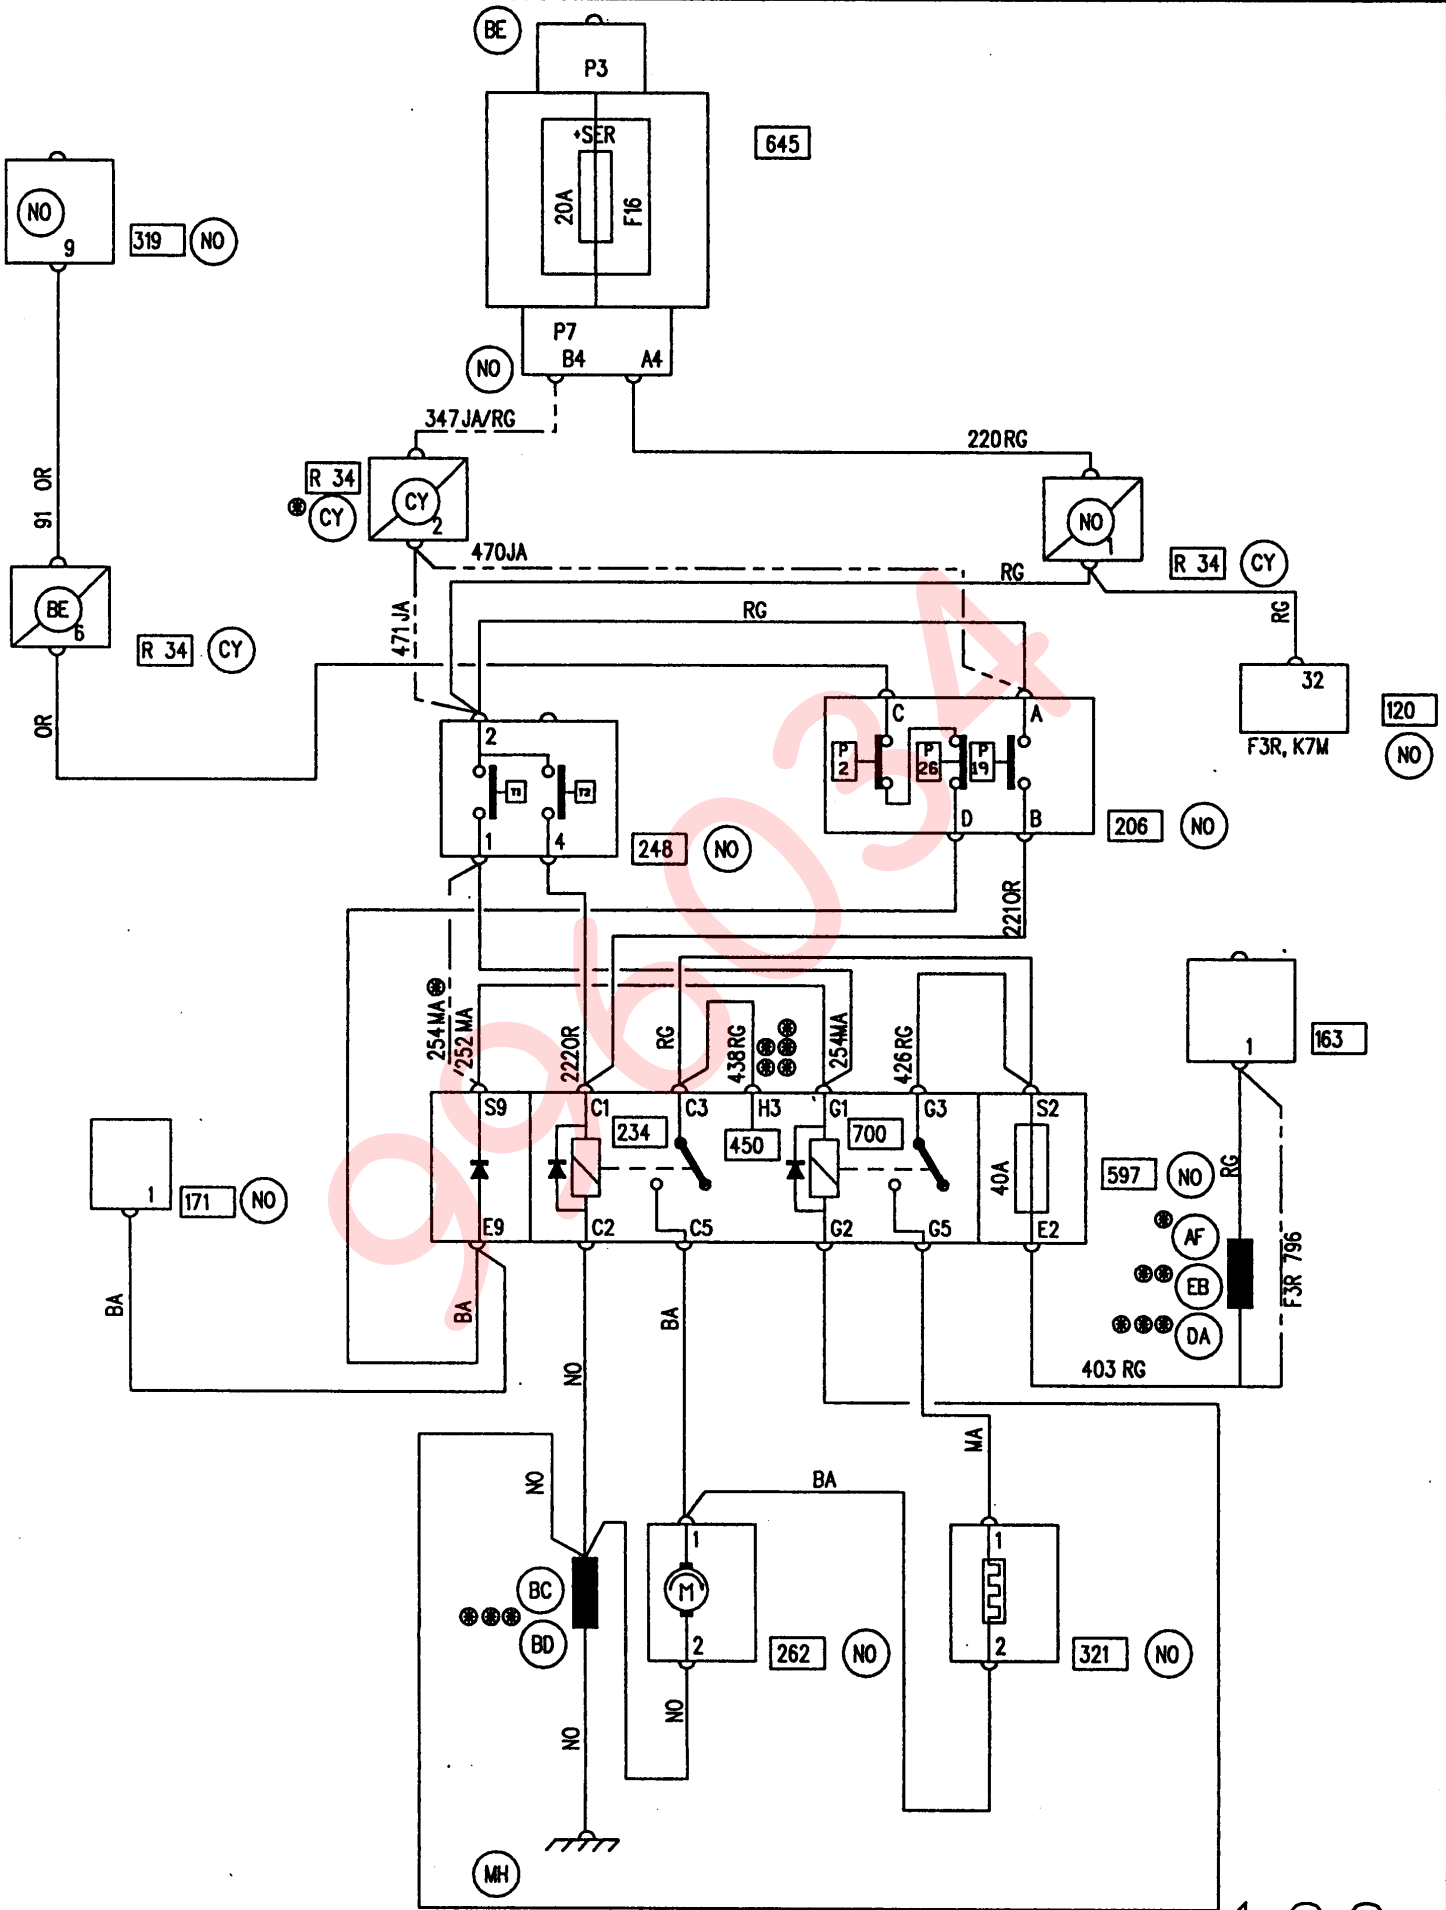 BE
P3
645
+SER
20A
F16
NO
9
319
NO
P7
B4
A4
NO
347JA/RG
220RG
R 34
CY
CY
2
NO
1
R 34
CY
91 OR
470JA
RG
RG
RG
471JA
BE
6
R 34
CY
OR
32
120
F3R, K7M
NO
C
A
P
2
P
26
P
19
D
B
206
NO
2
T1
T2
1
4
248
NO
221OR
254MA
252MA
222OR
RG
438RG
254MA
426RG
1
163
S9
C1
C3
H3
G1
G3
S2
234
450
700
40A
597
NO
RG
E9
C2
C5
G2
G5
E2
1
171
NO
AF
EB
DA
F3R 796
BA
BA
BA
NO
403 RG
MA
NO
BA
1
M
2
262
NO
1
2
321
NO
BC
BD
NO
NO
MH
996034